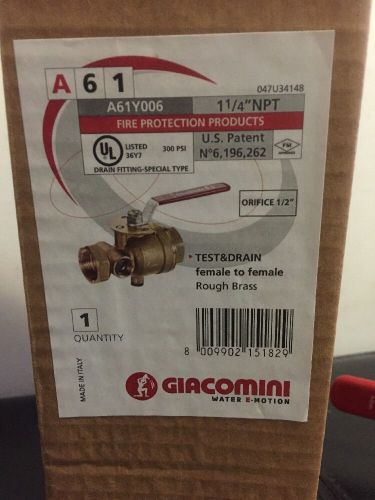 A 6 1
047U34148
A61Y006 1 1/4"NPT
FIRE PROTECTION PRODUCTS
UL LISTED 36Y7 300 PSI
DRAIN FITTING-SPECIAL TYPE
U.S. Patent
N°6,196,262
FM
ORIFICE 1/2"
TEST&DRAIN
female to female
Rough Brass
1
QUANTITY
MADE IN ITALY
8 009902 151829
GIACOMINI
WATER E-MOTION